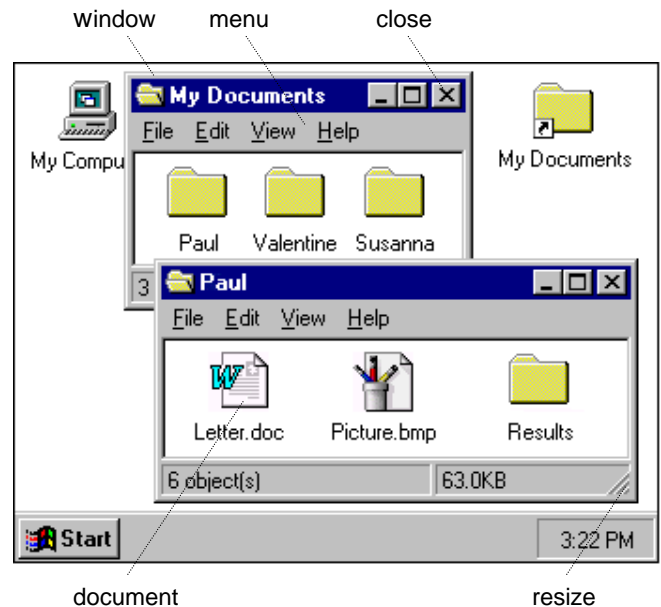 window menu close
My Documents
File Edit View Help
My Compu
My Documents
Paul Valentine Susanna
3
Paul
File Edit View Help
W
Letter.doc Picture.bmp Results
6 object(s) 63.0KB
Start 3:22 PM
document resize